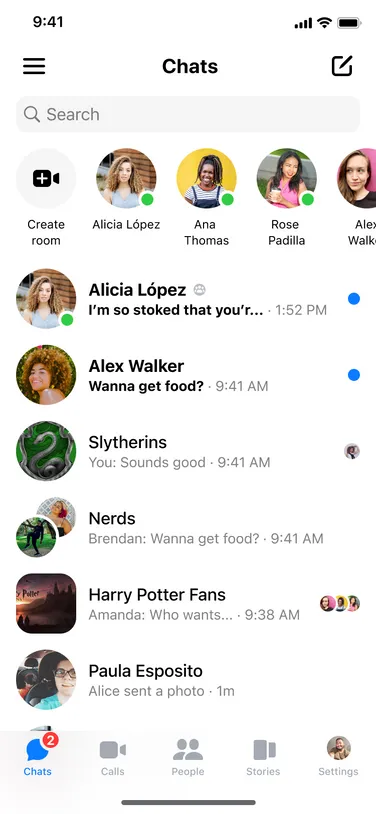 9:41
Chats
Search
Create room
Alicia López
Ana Thomas
Rose Padilla
Alex Walk
Alicia López
I'm so stoked that you'r... · 1:52 PM
Alex Walker
Wanna get food? · 9:41 AM
Slytherins
You: Sounds good · 9:41 AM
Nerds
Brendan: Wanna get food? · 9:41 AM
Potter
Harry Potter Fans
Amanda: Who wants... · 9:38 AM
Paula Esposito
Alice sent a photo · 1m
2
Chats
Calls
People
Stories
Settings